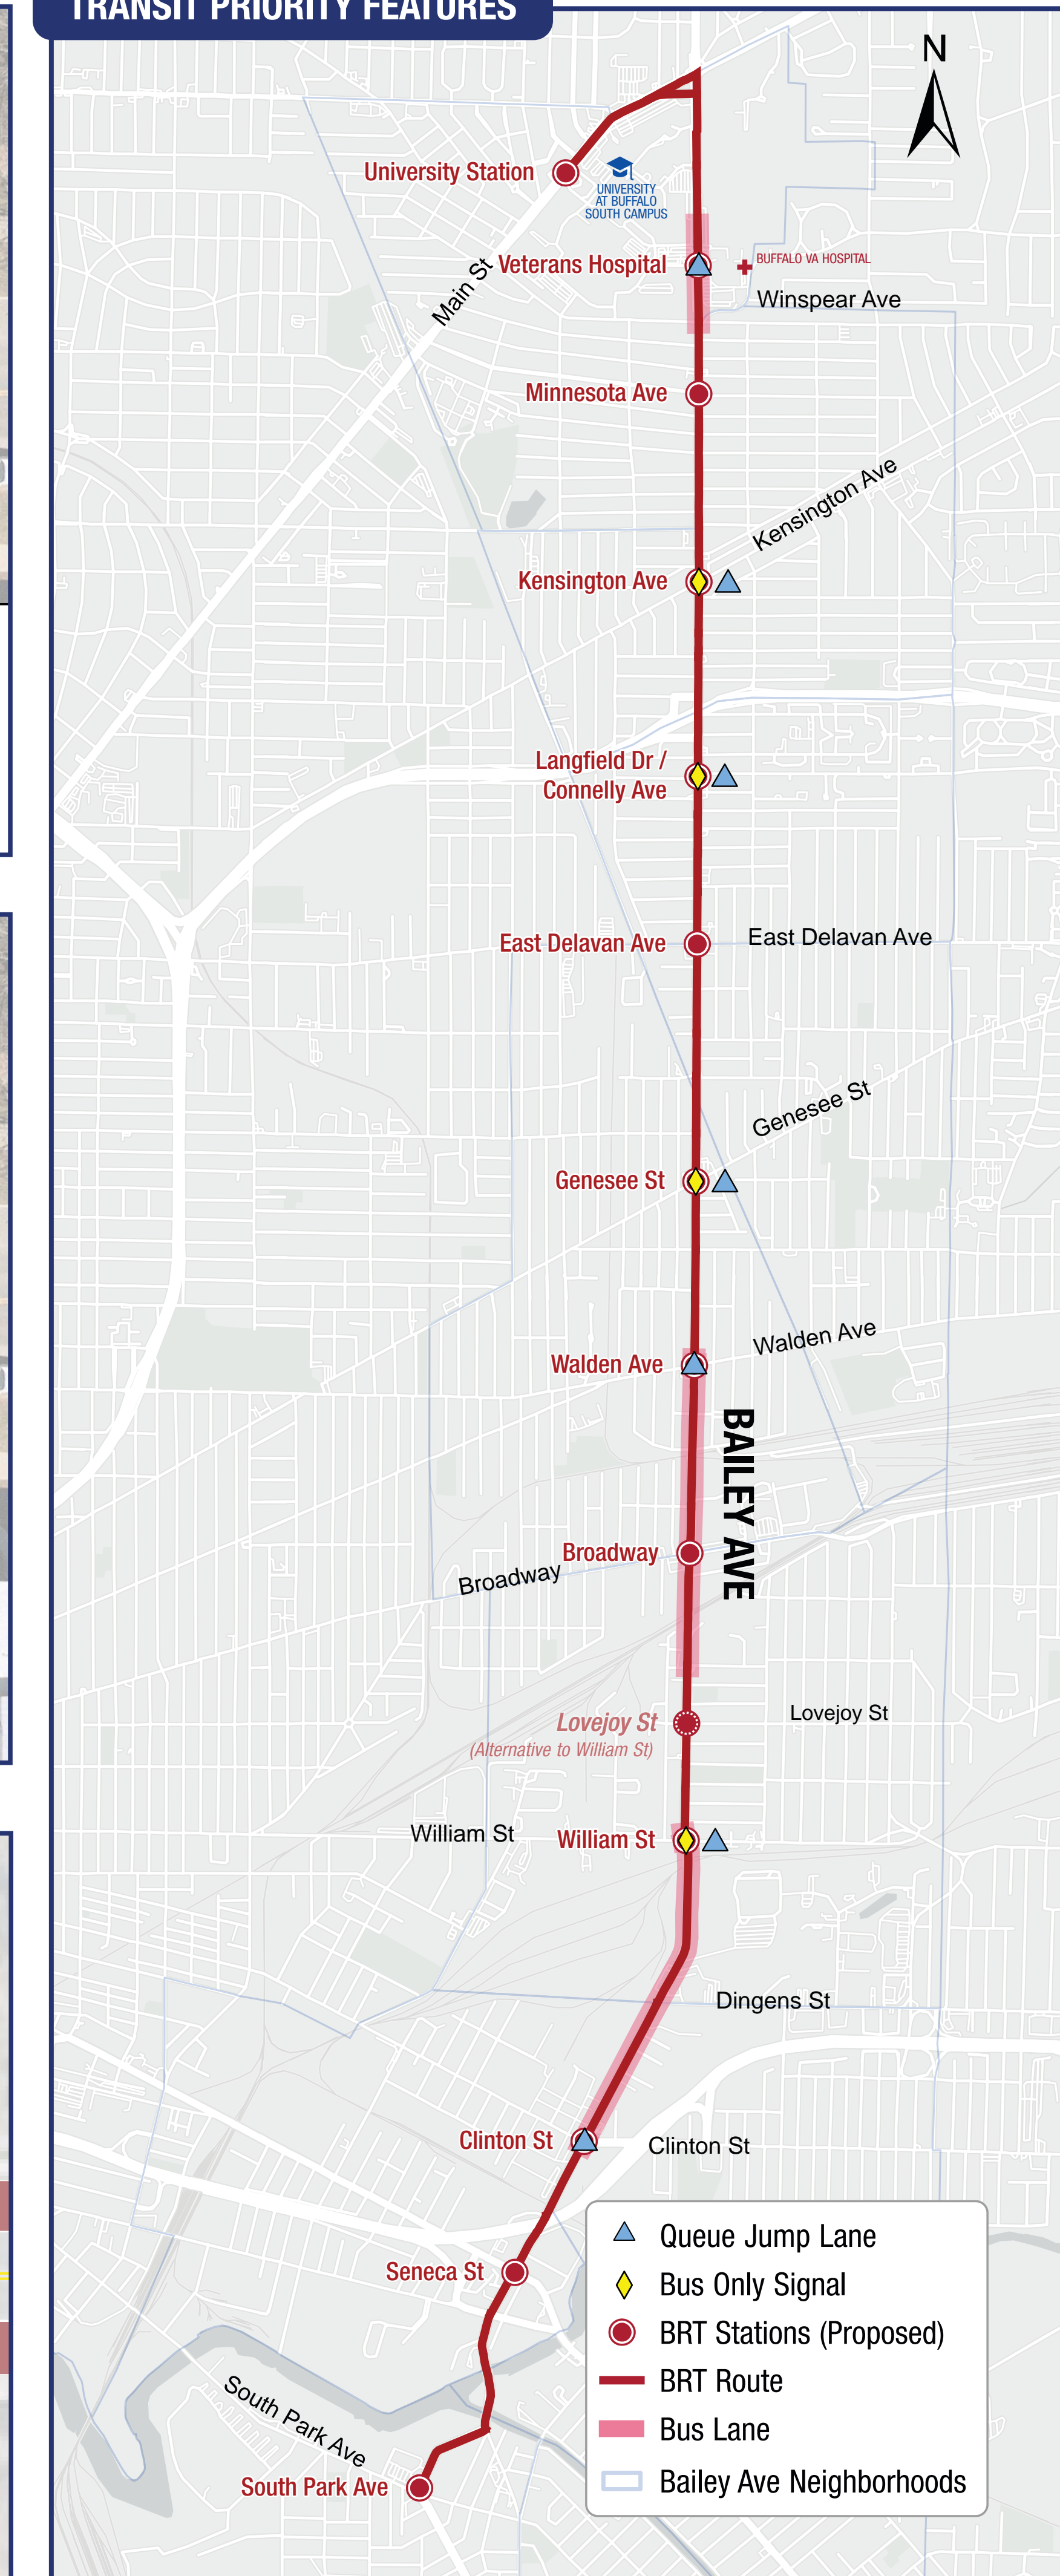 TRANSIT PRIORITY FEATURES
N
University Station
UNIVERSITY
AT BUFFALO
SOUTH CAMPUS
Main St
Veterans Hospital
BUFFALO VA HOSPITAL
Winspear Ave
Minnesota Ave
Kensington Ave
Kensington Ave
Langfield Dr /
Connelly Ave
East Delavan Ave
East Delavan Ave
Genesee St
Genesee St
Walden Ave
Walden Ave
BAILEY AVE
Broadway
Broadway
Lovejoy St
(Alternative to William St)
Lovejoy St
William St
William St
Dingens St
Clinton St
Clinton St
Seneca St
South Park Ave
South Park Ave
Queue Jump Lane
Bus Only Signal
BRT Stations (Proposed)
BRT Route
Bus Lane
Bailey Ave Neighborhoods